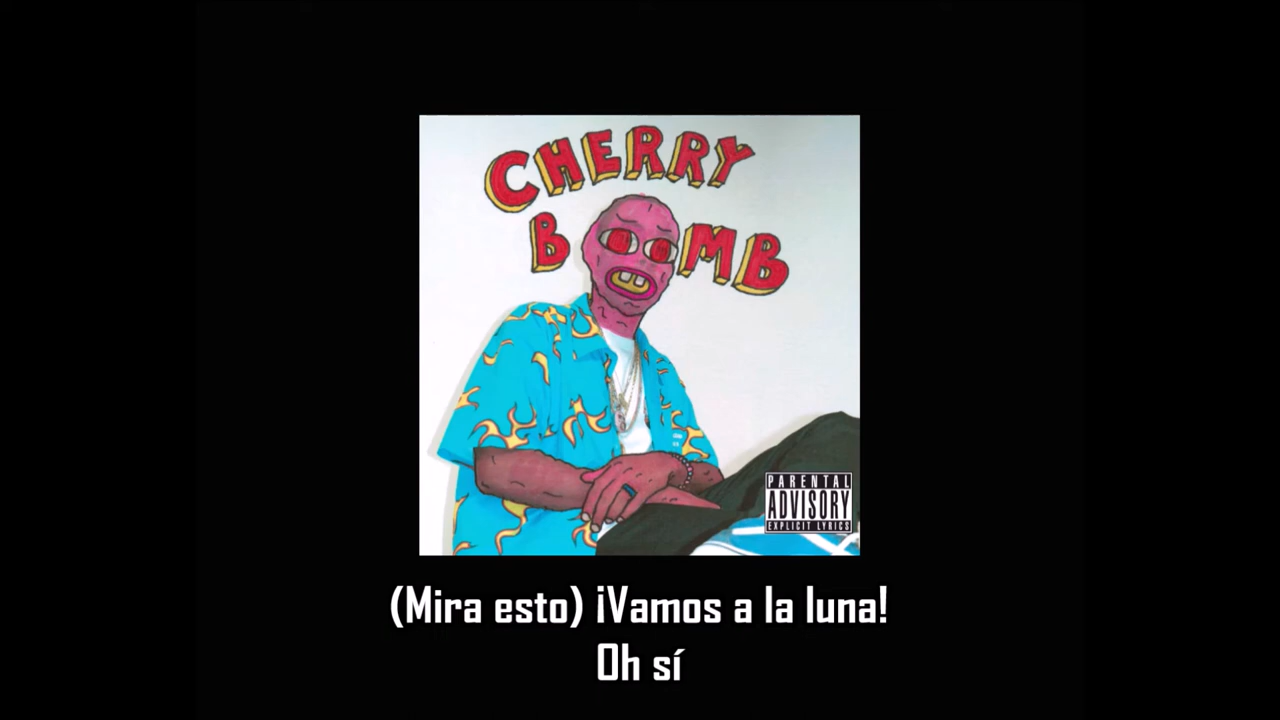 CHERRY
BOMB
PARENTAL
ADVISORY
EXPLICIT LYRICS
(Mira esto) ¡Vamos a la luna!
Oh sí